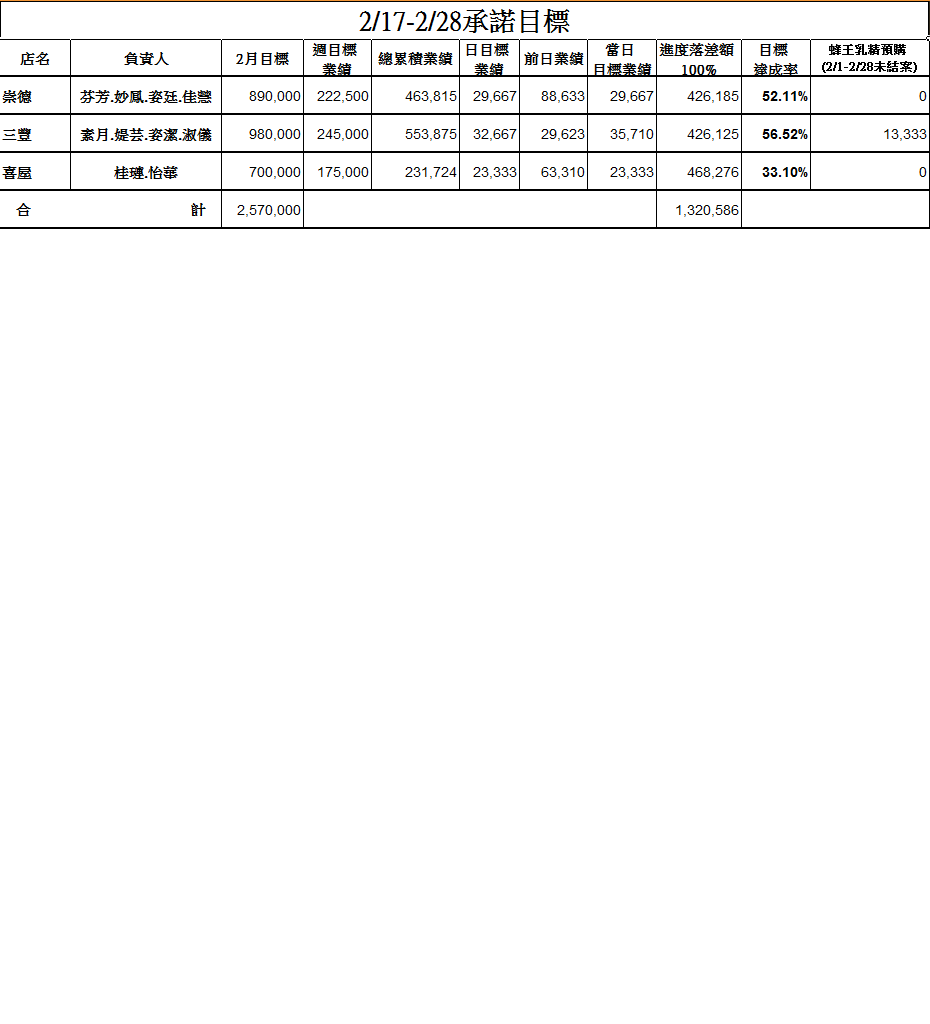 2/17-2/28承諾目標
店名 負責人 2月目標 週目標業績 總累積業績 日目標業績 前日業績 當日目標業績 進度落差額100% 目標達成率 蜂王乳精預購(2/1-2/28未結案)
崇德 芬芳.妙鳳.姿廷.佳慧 890,000 222,500 463,815 29,667 88,633 29,667 426,185 52.11% 0
三豐 素月.媞芸.姿潔.淑儀 980,000 245,000 553,875 32,667 29,623 35,710 426,125 56.52% 13,333
喜屋 桂璉.怡華 700,000 175,000 231,724 23,333 63,310 23,333 468,276 33.10% 0
合 計 2,570,000 1,320,586